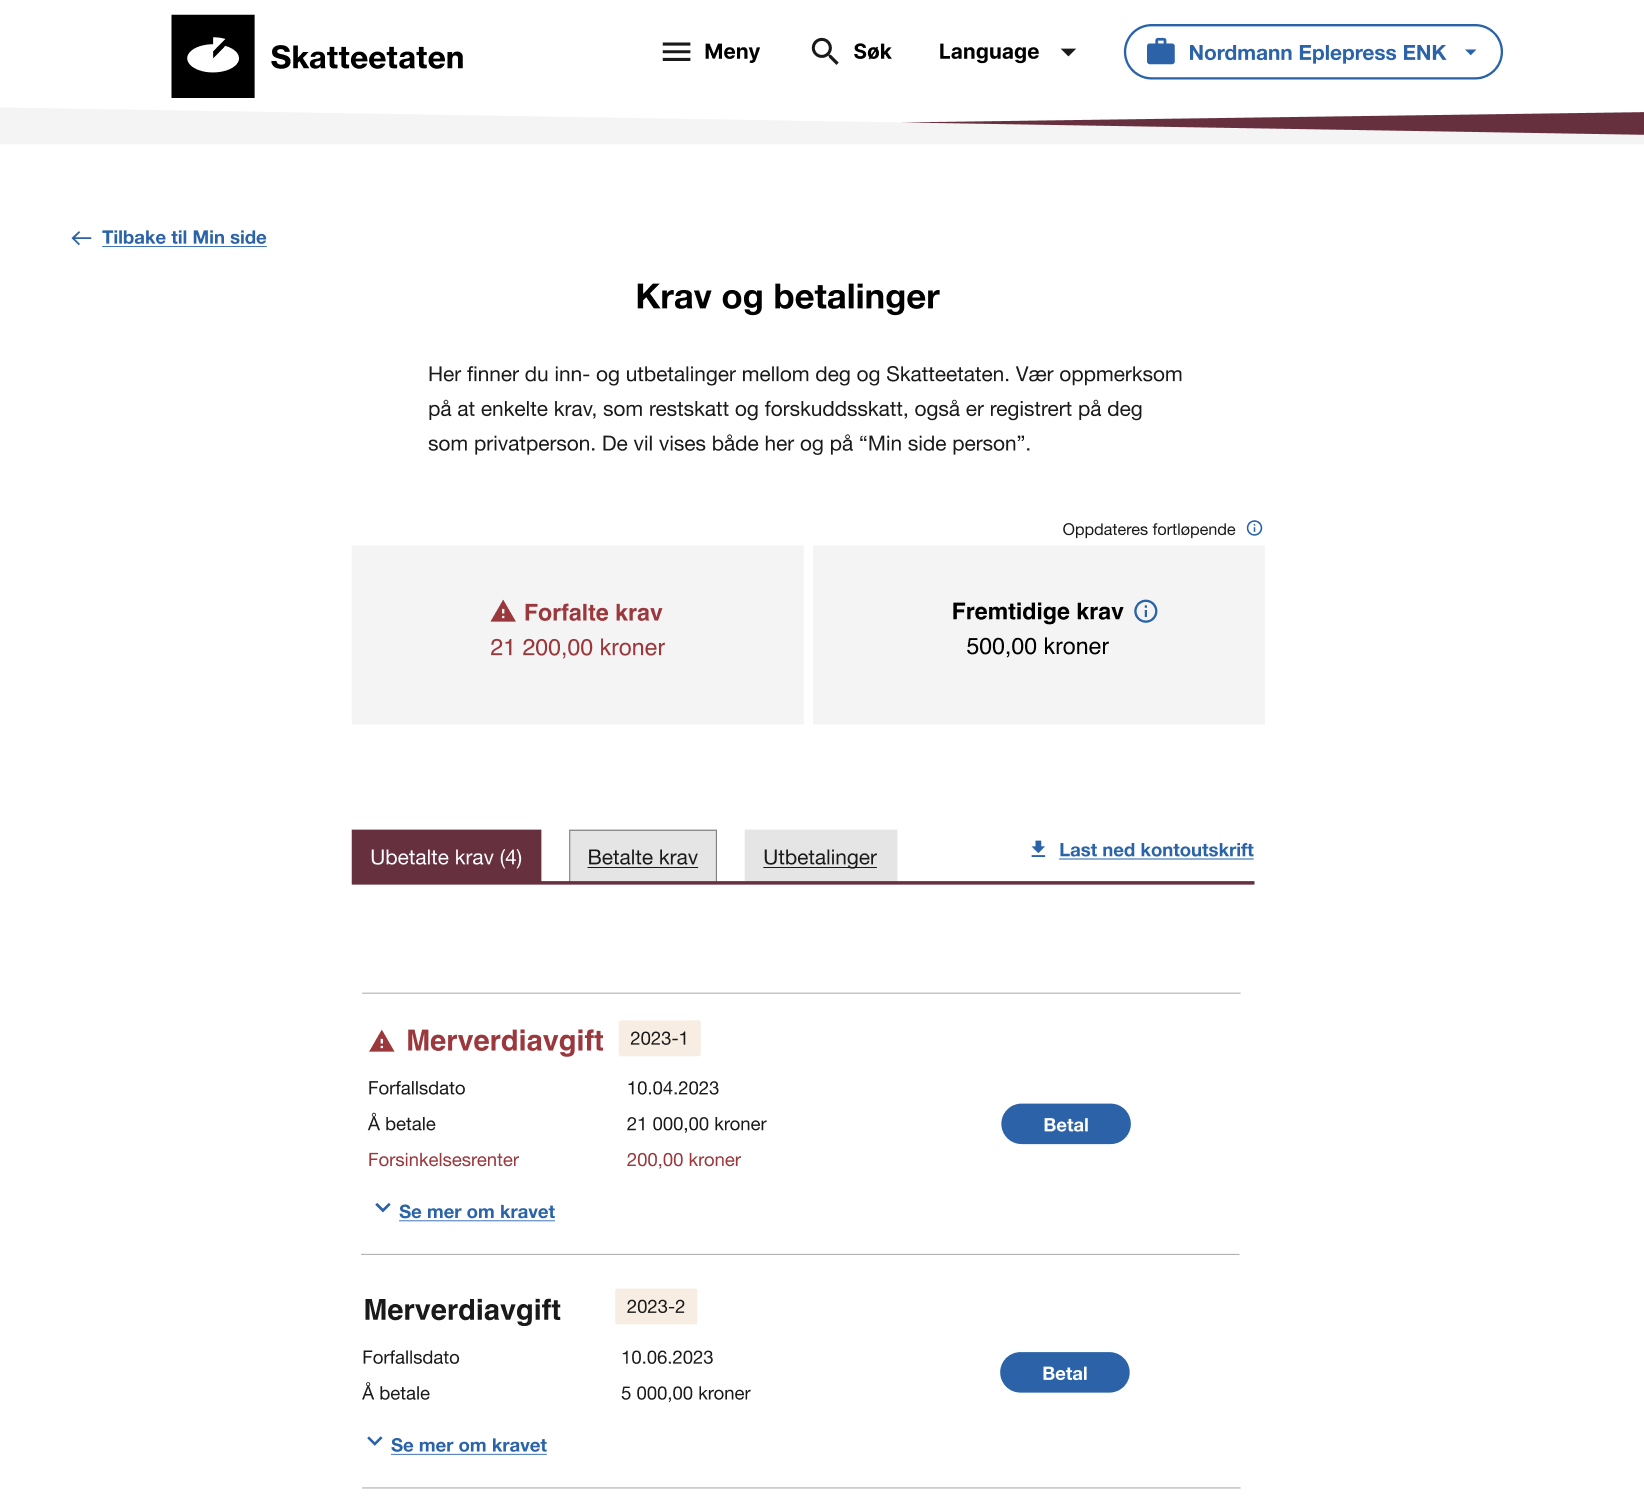 Skatteetaten
Meny
Søk
Language
Nordmann Eplepress ENK
Tilbake til Min side
Krav og betalinger
Her finner du inn- og utbetalinger mellom deg og Skatteetaten. Vær oppmerksom
på at enkelte krav, som restskatt og forskuddsskatt, også er registrert på deg
som privatperson. De vil vises både her og på “Min side person”.
Oppdateres fortløpende
Forfalte krav
21 200,00 kroner
Fremtidige krav
500,00 kroner
Ubetalte krav (4)
Betalte krav
Utbetalinger
Last ned kontoutskrift
Merverdiavgift 2023-1
Forfallsdato 10.04.2023
Å betale 21 000,00 kroner
Betal
Forsinkelsesrenter 200,00 kroner
Se mer om kravet
Merverdiavgift 2023-2
Forfallsdato 10.06.2023
Betal
Å betale 5 000,00 kroner
Se mer om kravet